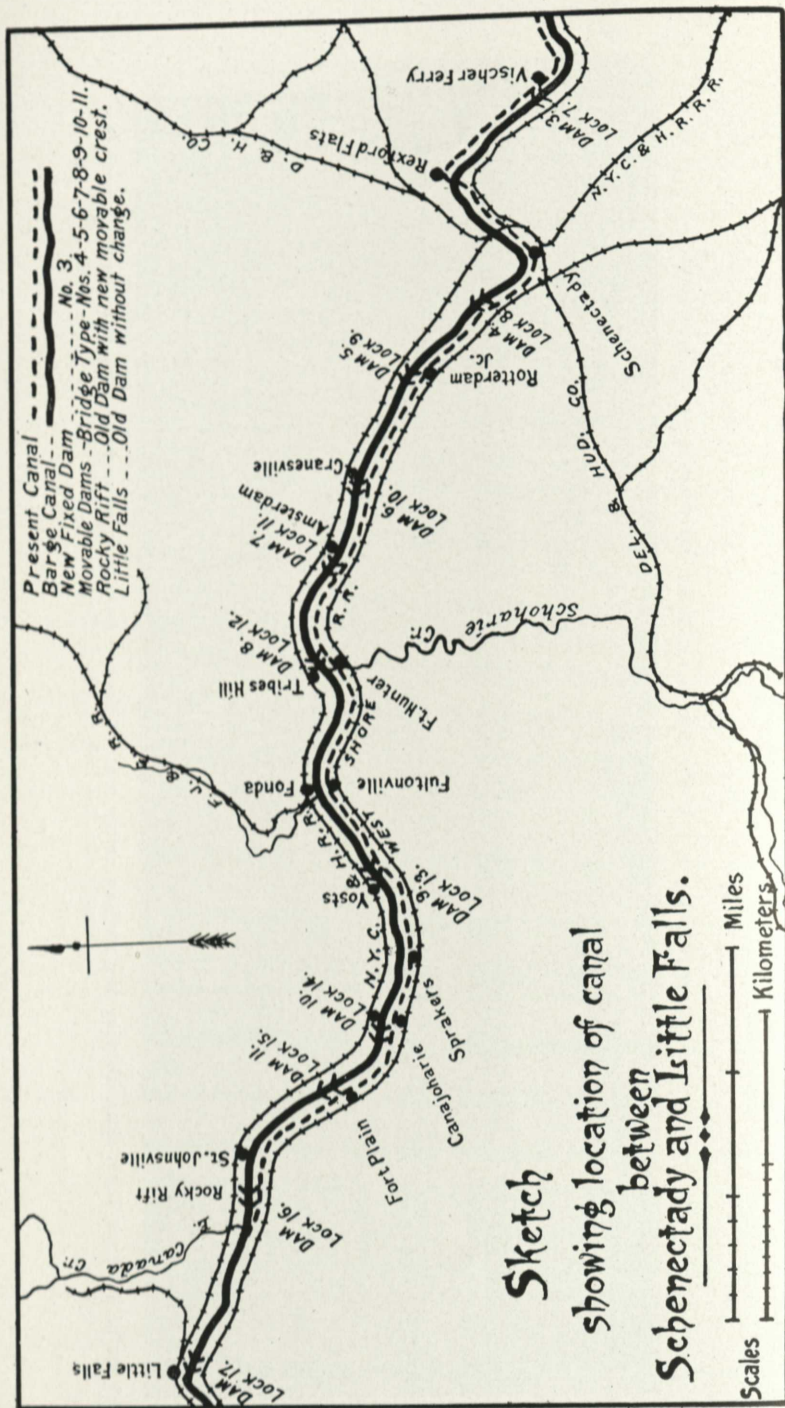 Present Canal
Barge Canal
New Fixed Dam No. 3.
Movable Dams - Bridge Type - Nos. 4-5-6-7-8-9-10-11.
Rocky Rift ... Old Dam with new movable crest.
Little Falls ... Old Dam without change.
Little Falls
DAM
LOCK 17.
Canada
Cr.
E.
Rocky Rift
St. Johnsville
DAM
LOCK 16.
Fort Plain
DAM 11.
LOCK 15.
DAM 10.
LOCK 14.
Canajoharie
Sprakers
N.Y.C. & H. R. R.
Yosts
DAM 9.
LOCK 13.
WEST SHORE R. R.
Fonda
Fultonville
F. J. & G. R. R.
Tribes Hill
DAM 8.
LOCK 12.
Ft. Hunter
Schoharie
Cr.
DAM 7.
LOCK 11.
Amsterdam
Cranesville
DAM 6.
LOCK 10.
DAM 5.
LOCK 9.
Rotterdam
Jc.
DAM 4.
LOCK 8.
Schenectady
DEL. & HUD. CO.
D. & H. CO.
Rexford Flats
Vischer Ferry
DAM 3.
LOCK 7.
N.Y.C. & H. R. R. R.
Sketch
showing location of canal
between
Schenectady and Little Falls.
Scales
Miles
Kilometers